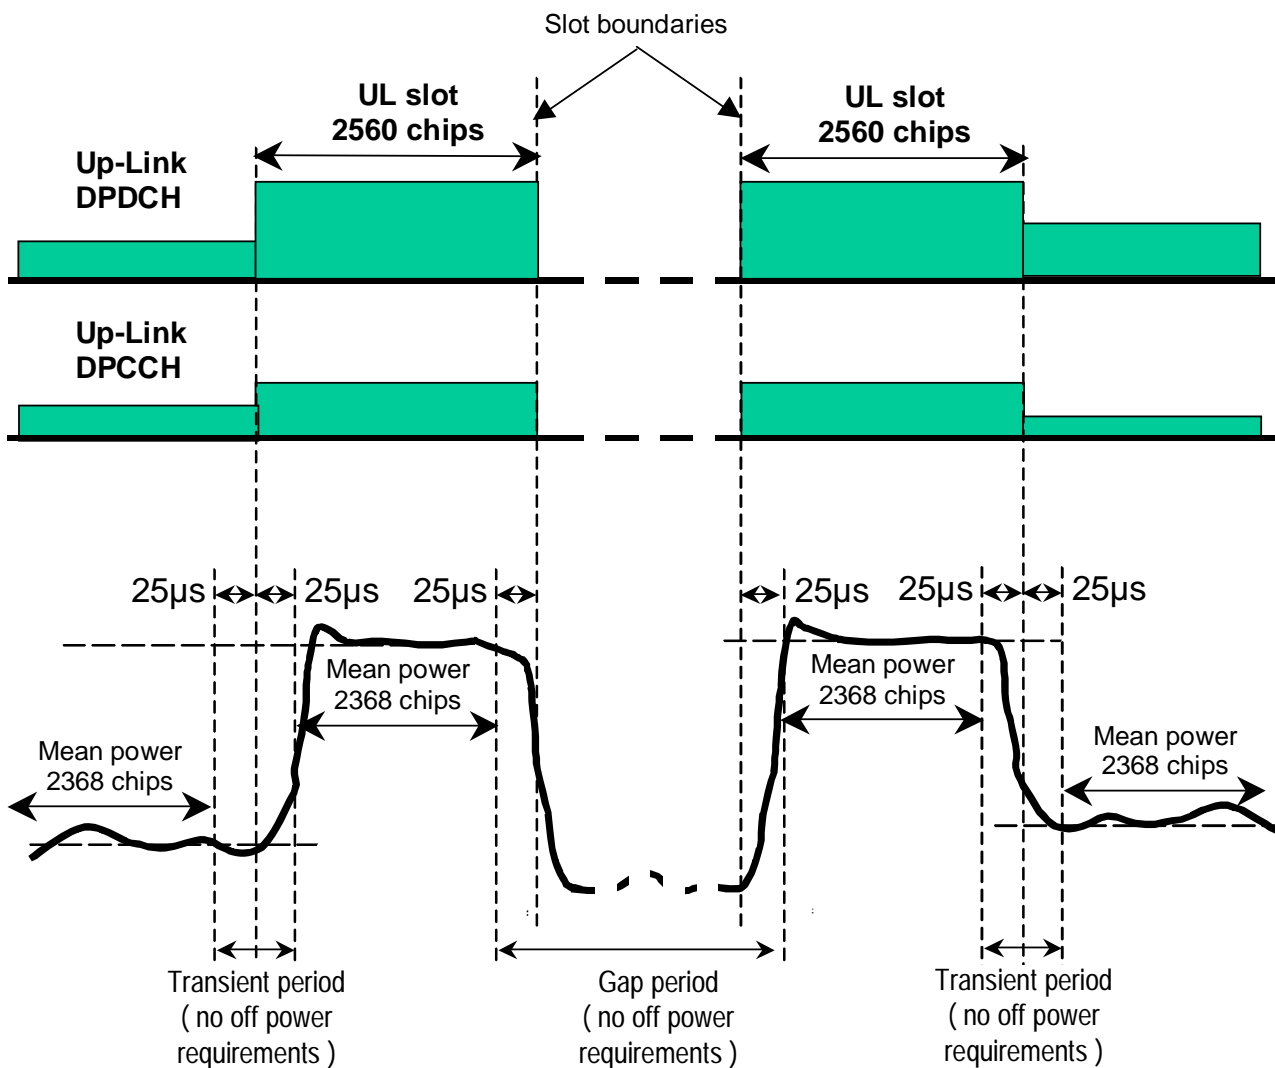 Slot boundaries
UL slot
2560 chips
UL slot
2560 chips
Up-Link
DPDCH
Up-Link
DPCCH
25µs
25µs
25µs
25µs
25µs
25µs
Mean power
2368 chips
Mean power
2368 chips
Mean power
2368 chips
Mean power
2368 chips
Transient period
( no off power
requirements )
Gap period
( no off power
requirements )
Transient period
( no off power
requirements )